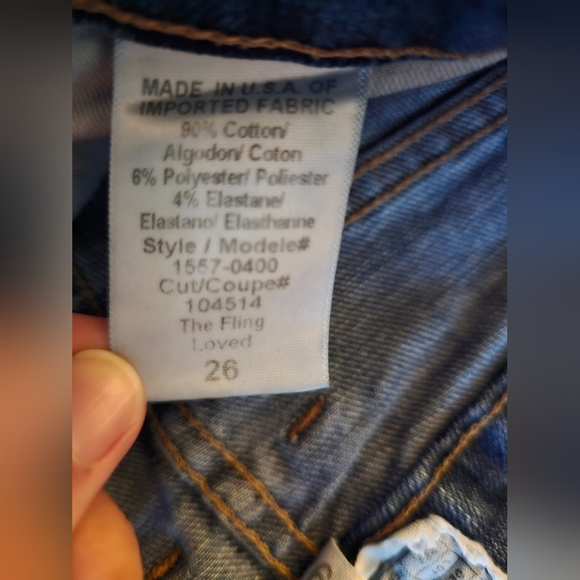 MADE IN U.S.A. OF
IMPORTED FABRIC
90% Cotton/
Algodon/ Coton
6% Polyester/ Poliester
4% Elastane/
Elastano/ Elasthanne
Style / Modele#
1557-0400
Cut/Coupe#
104514
The Fling
Loved
26